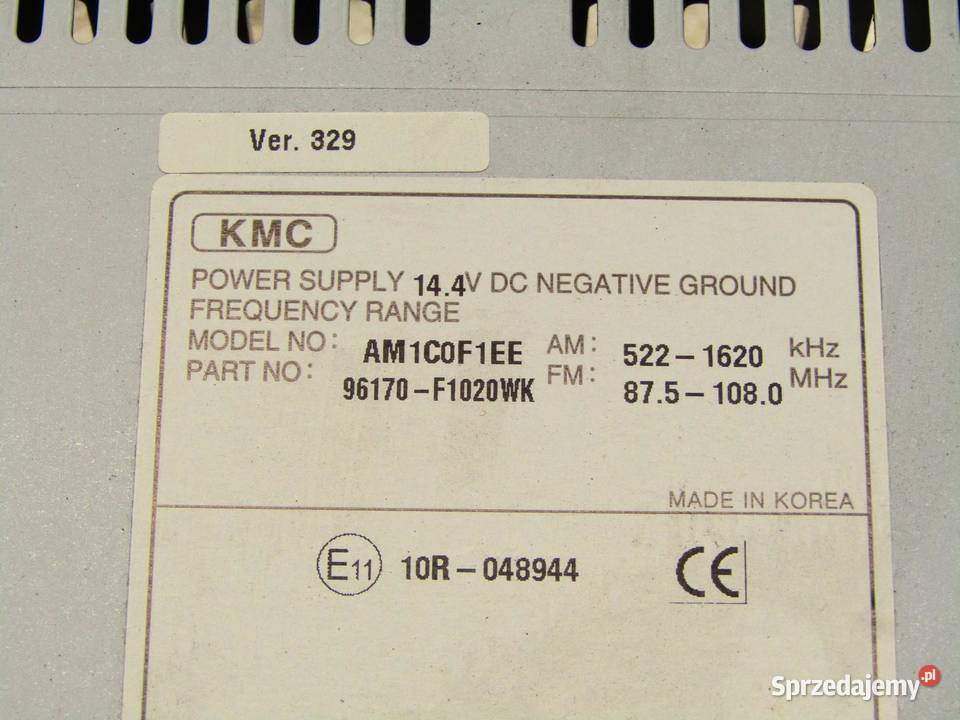 Ver. 329
KMC
POWER SUPPLY 14.4V DC NEGATIVE GROUND
FREQUENCY RANGE
MODEL NO: AM1C0F1EE AM: 522-1620 kHz
PART NO: 96170-F1020WK FM: 87.5-108.0 MHz
MADE IN KOREA
E11 10R-048944 CE
Sprzedajemy.pl